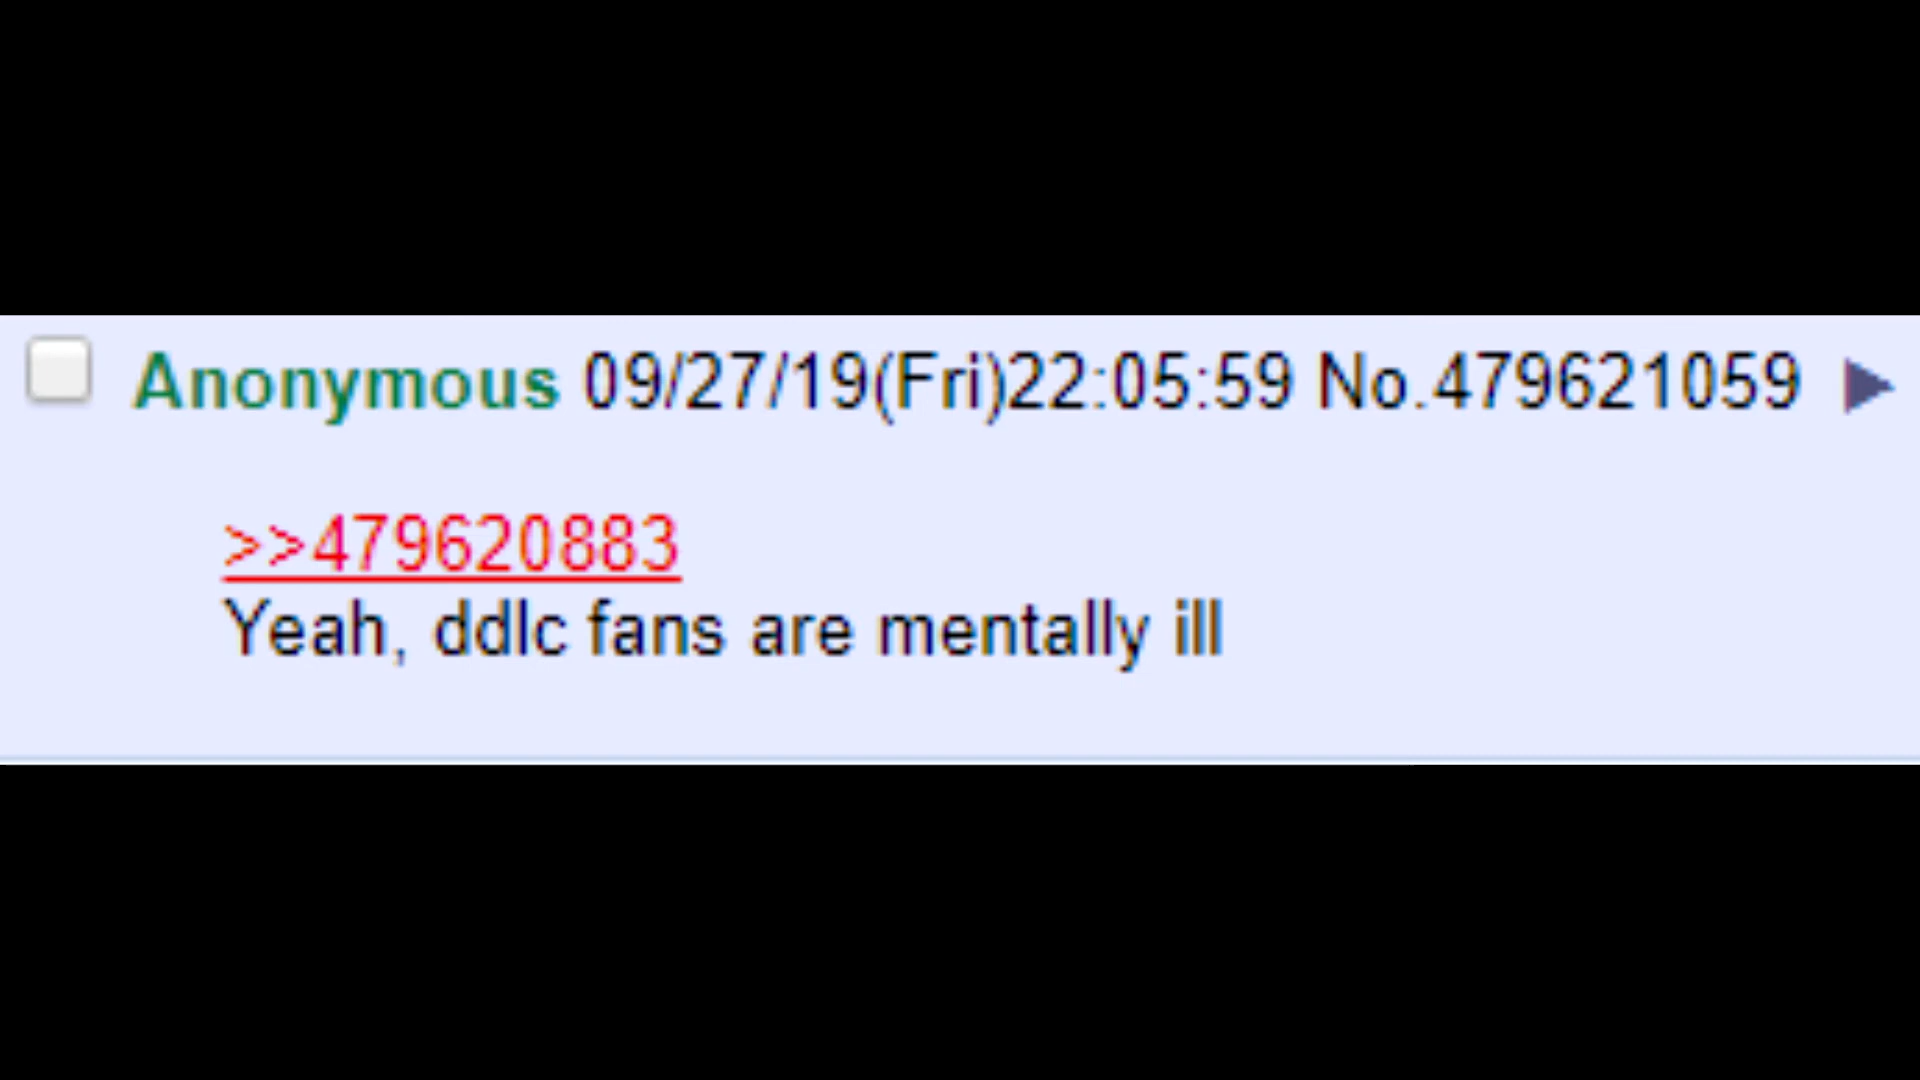 Anonymous 09/27/19(Fri)22:05:59 No.479621059 ▶
>>479620883
Yeah, ddlc fans are mentally ill